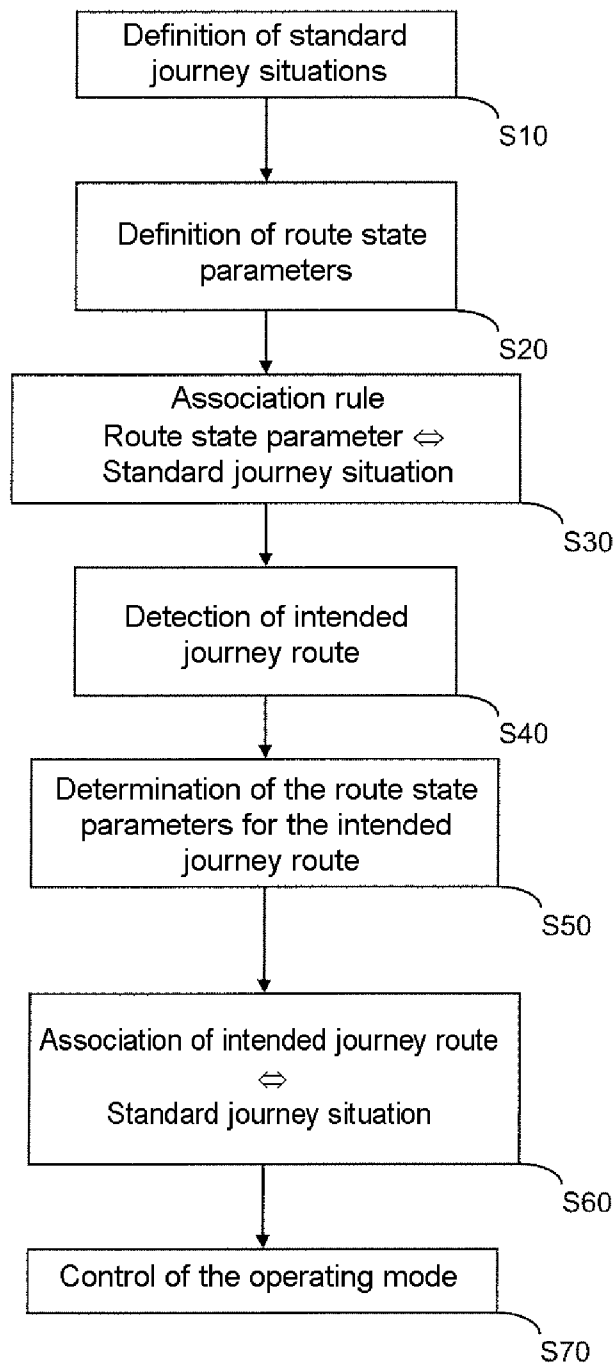 Definition of standard
journey situations
S10
Definition of route state
parameters
S20
Association rule
Route state parameter ⇔
Standard journey situation
S30
Detection of intended
journey route
S40
Determination of the route state
parameters for the intended
journey route
S50
Association of intended journey route
⇔
Standard journey situation
S60
Control of the operating mode
S70